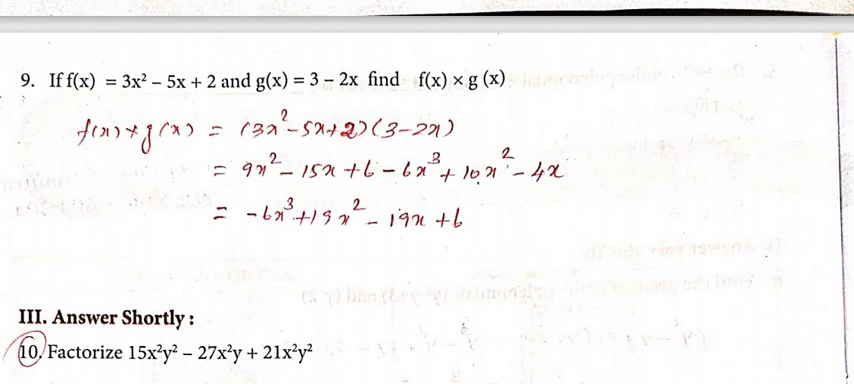 9. If f(x) = 3x² – 5x + 2 and g(x) = 3 – 2x find f(x) × g (x)
f(x) × g(x) = (3x²-5x+2)(3-2x)
= 9x² - 15x + 6 - 6x³ + 10x² - 4x
= -6x³ + 19x² - 19x + 6
III. Answer Shortly :
10. Factorize 15x²y² – 27x²y + 21x²y²